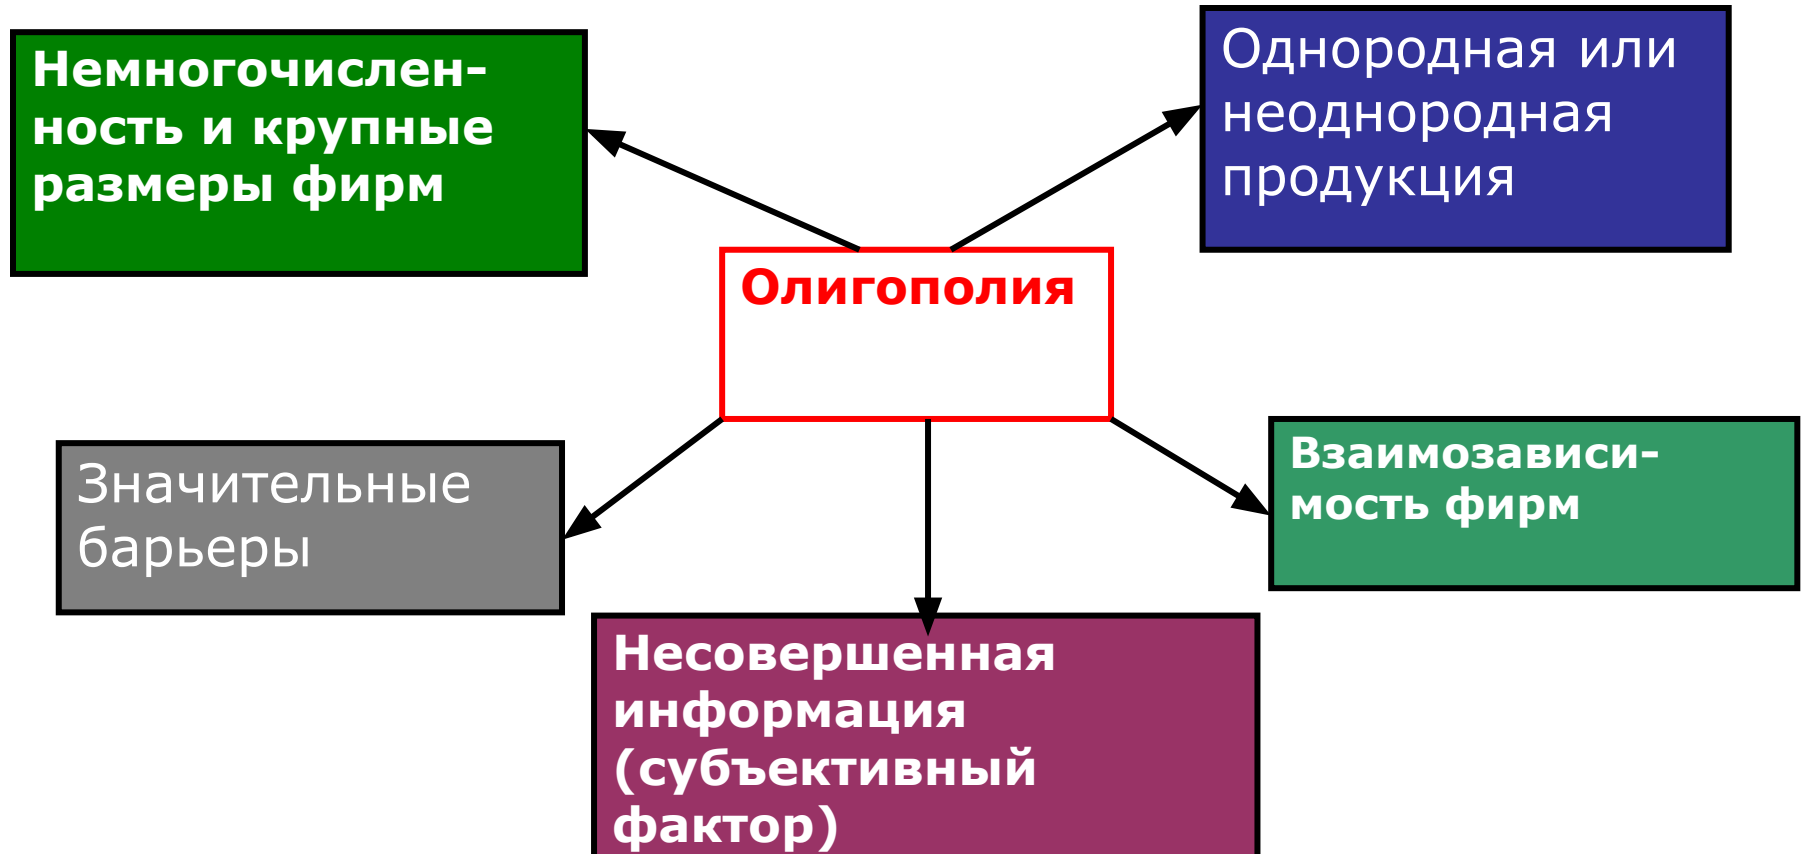 Немногочислен-
ность и крупные
размеры фирм
Однородная или
неоднородная
продукция
Олигополия
Значительные
барьеры
Взаимозависи-
мость фирм
Несовершенная
информация
(субъективный
фактор)